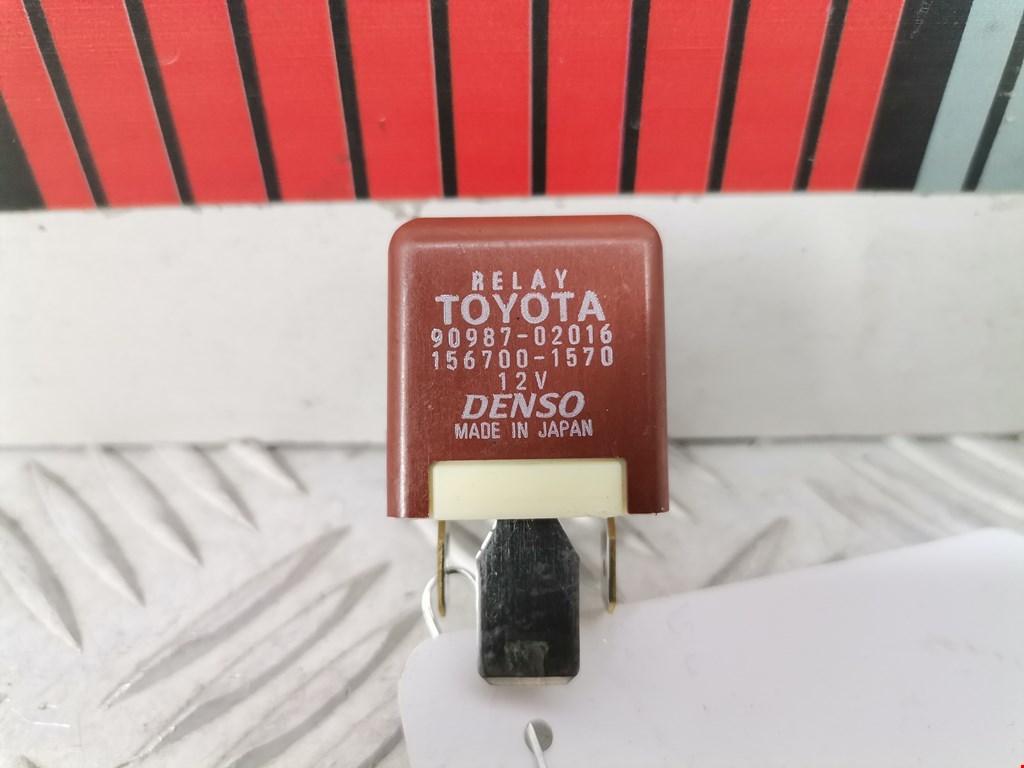 RELAY
TOYOTA
90987-02016
156700-1570
12V
DENSO
MADE IN JAPAN